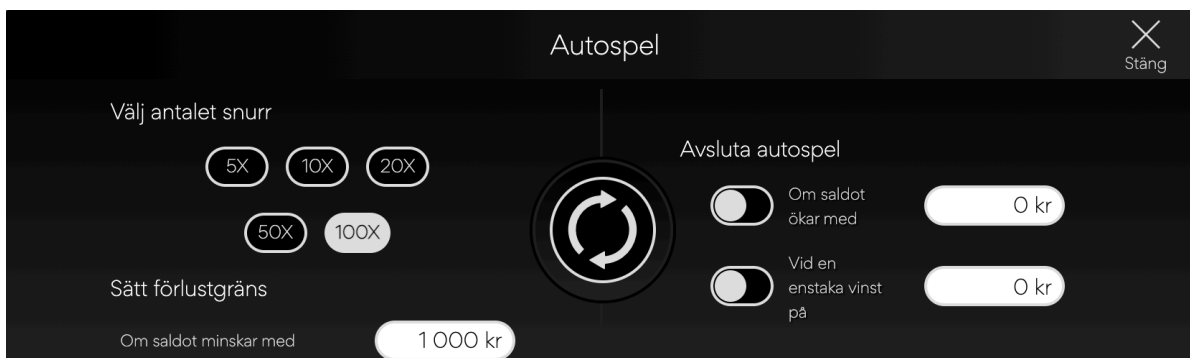 Autospel
Stäng
Välj antalet snurr
5X 10X 20X
50X 100X
Sätt förlustgräns
Om saldot minskar med 1 000 kr
Avsluta autospel
Om saldot
ökar med
0 kr
Vid en
enstaka vinst
på
0 kr